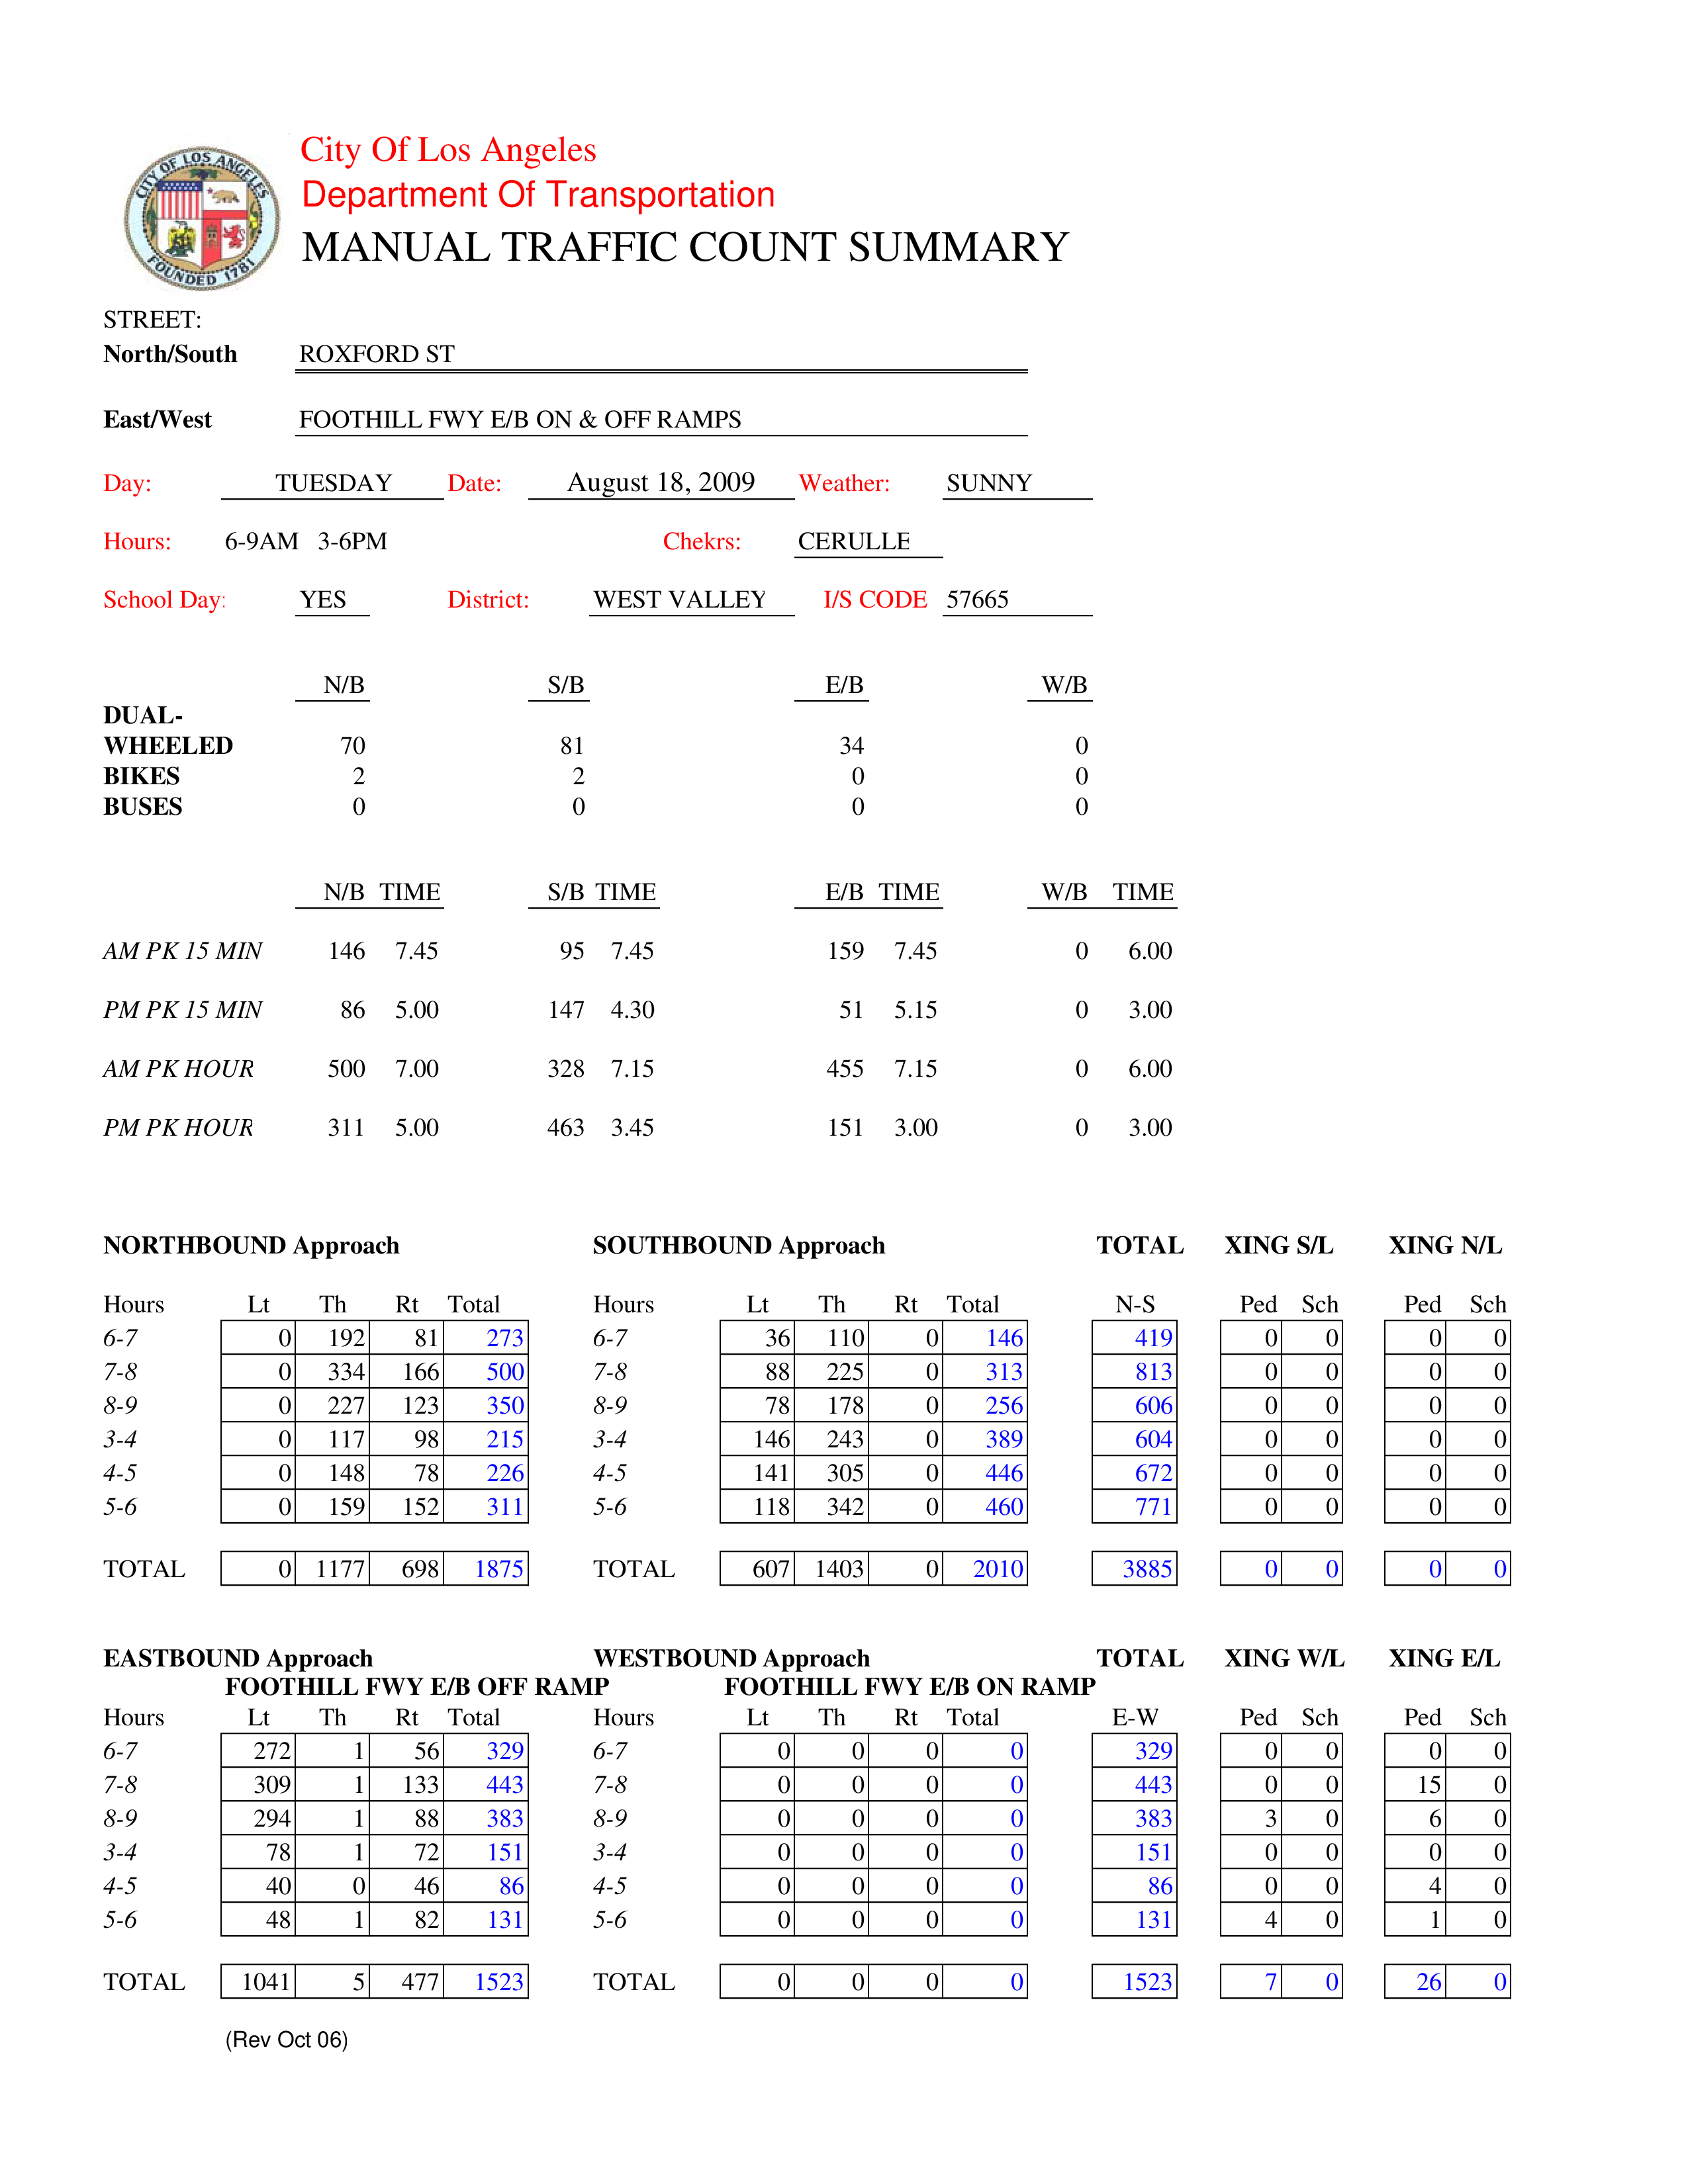 CITY OF LOS ANGELES
FOUNDED 1781
City Of Los Angeles
Department Of Transportation
MANUAL TRAFFIC COUNT SUMMARY
STREET:
North/South ROXFORD ST
East/West FOOTHILL FWY E/B ON & OFF RAMPS
Day: TUESDAY Date: August 18, 2009 Weather: SUNNY
Hours: 6-9AM 3-6PM Chekrs: CERULLE
School Day: YES District: WEST VALLEY I/S CODE 57665
N/B S/B E/B W/B
DUAL-
WHEELED 70 81 34 0
BIKES 2 2 0 0
BUSES 0 0 0 0
N/B TIME S/B TIME E/B TIME W/B TIME
AM PK 15 MIN 146 7.45 95 7.45 159 7.45 0 6.00
PM PK 15 MIN 86 5.00 147 4.30 51 5.15 0 3.00
AM PK HOUR 500 7.00 328 7.15 455 7.15 0 6.00
PM PK HOUR 311 5.00 463 3.45 151 3.00 0 3.00
NORTHBOUND Approach SOUTHBOUND Approach TOTAL XING S/L XING N/L
Hours Lt Th Rt Total Hours Lt Th Rt Total N-S Ped Sch Ped Sch
6-7 0 192 81 273 6-7 36 110 0 146 419 0 0 0 0
7-8 0 334 166 500 7-8 88 225 0 313 813 0 0 0 0
8-9 0 227 123 350 8-9 78 178 0 256 606 0 0 0 0
3-4 0 117 98 215 3-4 146 243 0 389 604 0 0 0 0
4-5 0 148 78 226 4-5 141 305 0 446 672 0 0 0 0
5-6 0 159 152 311 5-6 118 342 0 460 771 0 0 0 0
TOTAL 0 1177 698 1875 TOTAL 607 1403 0 2010 3885 0 0 0 0
EASTBOUND Approach WESTBOUND Approach TOTAL XING W/L XING E/L
FOOTHILL FWY E/B OFF RAMP FOOTHILL FWY E/B ON RAMP
Hours Lt Th Rt Total Hours Lt Th Rt Total E-W Ped Sch Ped Sch
6-7 272 1 56 329 6-7 0 0 0 0 329 0 0 0 0
7-8 309 1 133 443 7-8 0 0 0 0 443 0 0 15 0
8-9 294 1 88 383 8-9 0 0 0 0 383 3 0 6 0
3-4 78 1 72 151 3-4 0 0 0 0 151 0 0 0 0
4-5 40 0 46 86 4-5 0 0 0 0 86 0 0 4 0
5-6 48 1 82 131 5-6 0 0 0 0 131 4 0 1 0
TOTAL 1041 5 477 1523 TOTAL 0 0 0 0 1523 7 0 26 0
(Rev Oct 06)